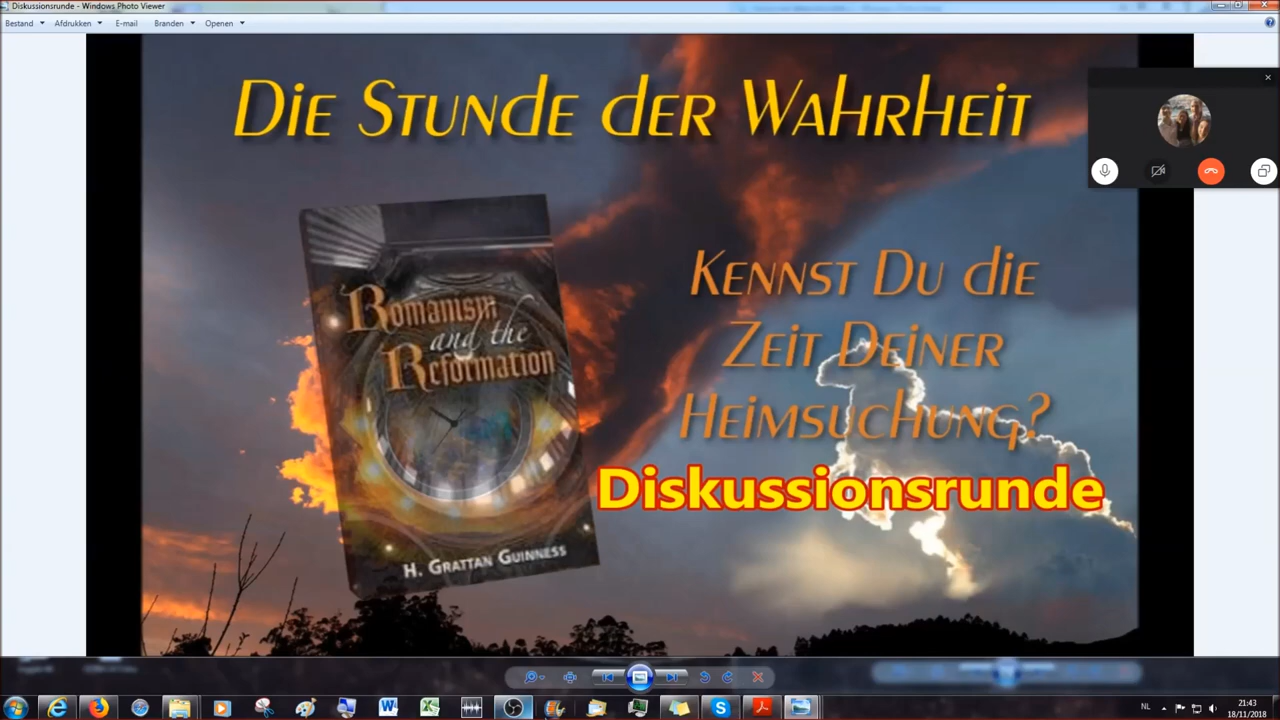 Diskussionsrunde - Windows Photo Viewer
Bestand Afdrukken E-mail Branden Openen
Die Stunde der Wahrheit
Romanism
and the
Reformation
H. Grattan Guinness
Kennst Du die
Zeit Deiner
Heimsuchung?
Diskussionsrunde
NL
21:43
18/11/2018